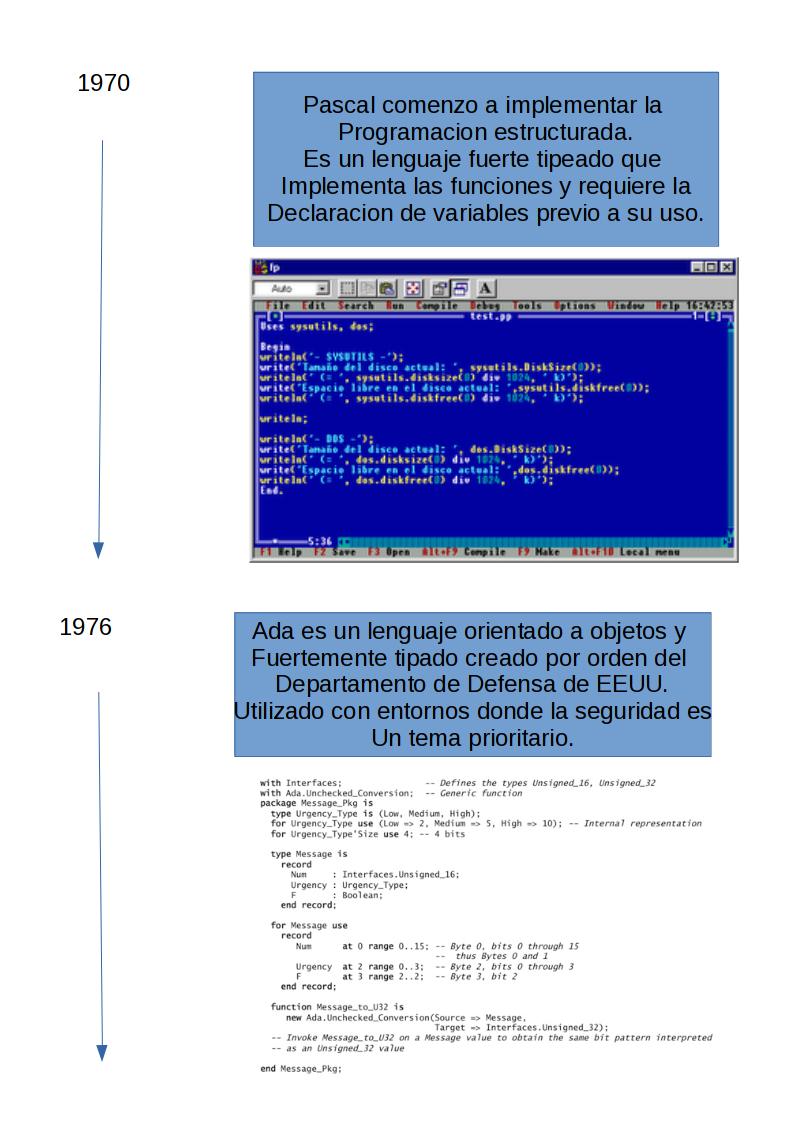 1970
Pascal comenzo a implementar la
Programacion estructurada.
Es un lenguaje fuerte tipeado que
Implementa las funciones y requiere la
Declaracion de variables previo a su uso.
fp
Auto
A
File Edit Search Run Compile Debug Tools Options Window Help 16:42:53
test.pp 1
Uses sysutils, dos;
Begin
writeln('- SYSUTILS -');
write('Tamaño del disco actual: ', sysutils.DiskSize(0));
writeln(' (= ', sysutils.disksize(0) div 1024, ' k)');
write('Espacio libre en el disco actual: ',sysutils.diskfree(0));
writeln(' (= ', sysutils.diskfree(0) div 1024, ' k)');
writeln;
writeln('- DOS -');
write('Tamaño del disco actual: ', dos.DiskSize(0));
writeln(' (= ', dos.disksize(0) div 1024, ' k)');
write('Espacio libre en el disco actual: ',dos.diskfree(0));
writeln(' (= ', dos.diskfree(0) div 1024, ' k)');
End.
5:36
F1 Help F2 Save F3 Open Alt+F9 Compile F9 Make Alt+F10 Local menu
1976
Ada es un lenguaje orientado a objetos y
Fuertemente tipado creado por orden del
Departamento de Defensa de EEUU.
Utilizado con entornos donde la seguridad es
Un tema prioritario.
with Interfaces; -- Defines the types Unsigned_16, Unsigned_32
with Ada.Unchecked_Conversion; -- Generic function
package Message_Pkg is
type Urgency_Type is (Low, Medium, High);
for Urgency_Type use (Low => 2, Medium => 5, High => 10); -- Internal representation
for Urgency_Type'Size use 4; -- 4 bits
type Message is
record
Num : Interfaces.Unsigned_16;
Urgency : Urgency_Type;
F : Boolean;
end record;
for Message use
record
Num at 0 range 0..15; -- Byte 0, bits 0 through 15
-- thus Bytes 0 and 1
Urgency at 2 range 0..3; -- Byte 2, bits 0 through 3
F at 3 range 2..2; -- Byte 3, bit 2
end record;
function Message_to_U32 is
new Ada.Unchecked_Conversion(Source => Message,
Target => Interfaces.Unsigned_32);
-- Invoke Message_to_U32 on a Message value to obtain the same bit pattern interpreted
-- as an Unsigned_32 value
end Message_Pkg;